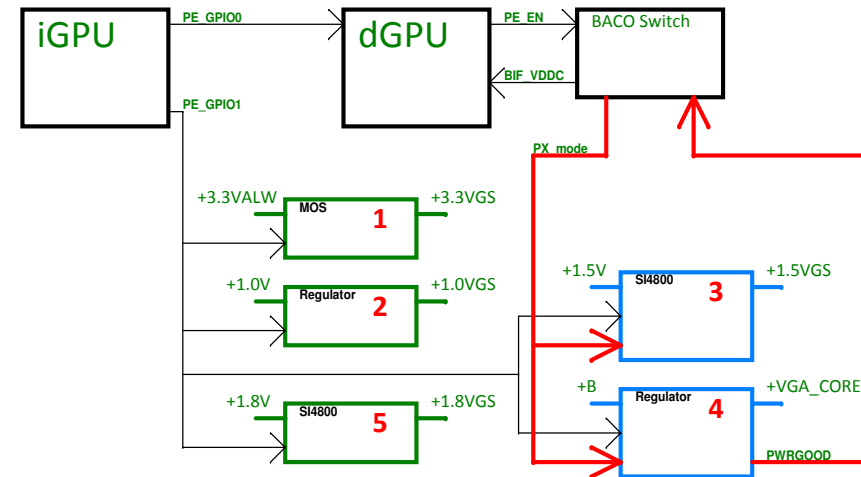 iGPU
PE_GPIO0
dGPU
PE_EN
BACO Switch
BIF_VDDC
PE_GPIO1
PX_mode
+3.3VALW
MOS
1
+3.3VGS
+1.0V
Regulator
2
+1.0VGS
+1.5V
SI4800
3
+1.5VGS
+1.8V
SI4800
5
+1.8VGS
+B
Regulator
4
+VGA_CORE
PWRGOOD